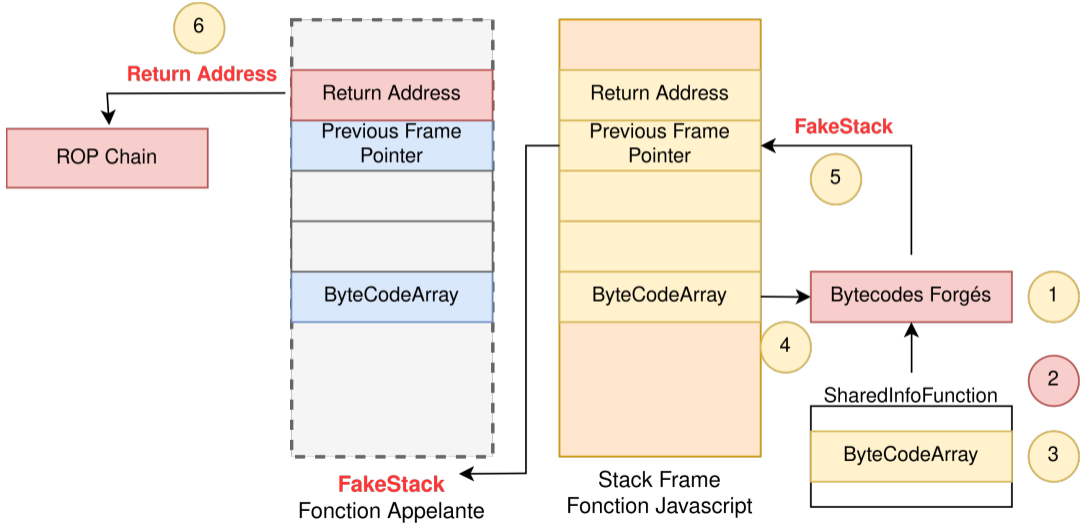 6
Return Address
ROP Chain
Return Address
Previous Frame
Pointer
ByteCodeArray
FakeStack
Fonction Appelante
Return Address
Previous Frame
Pointer
ByteCodeArray
Stack Frame
Fonction Javascript
FakeStack
5
Bytecodes Forgés
1
4
2
SharedInfoFunction
ByteCodeArray
3